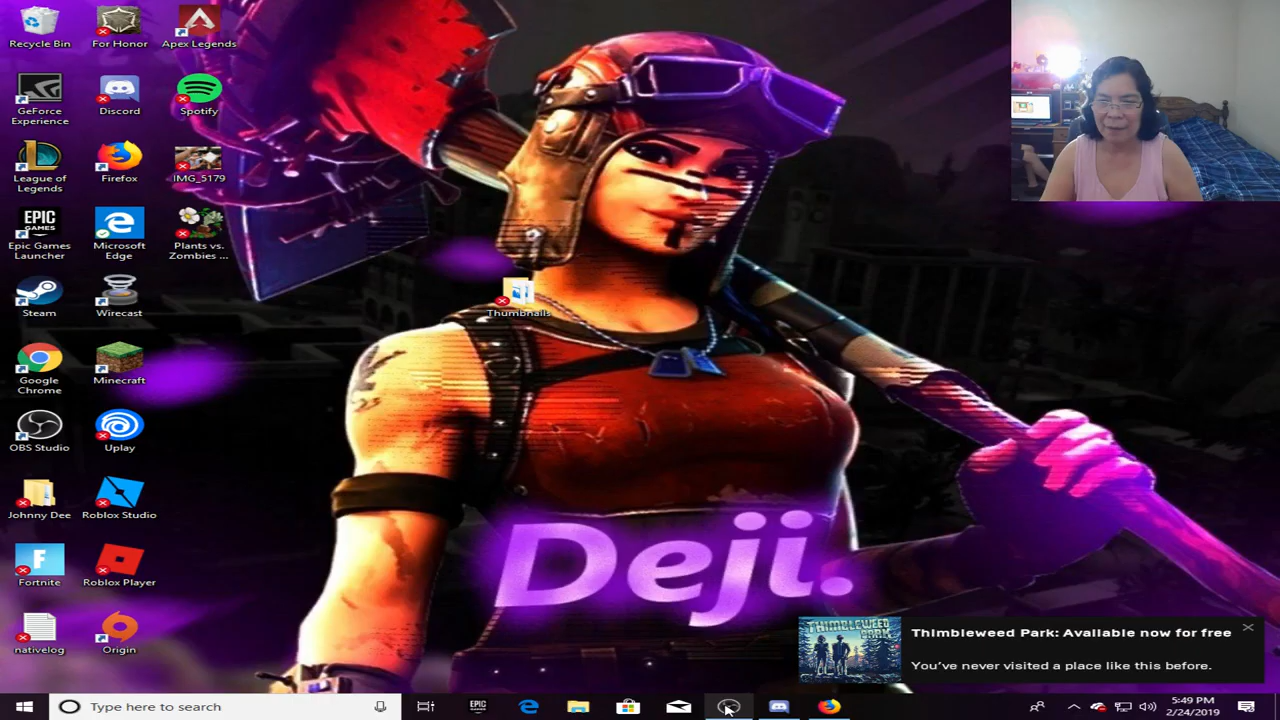 Recycle Bin
For Honor
Apex Legends
GeForce
Experience
Discord
Spotify
League of
Legends
Firefox
IMG_5179
EPIC
GAMES
Epic Games
Launcher
Microsoft
Edge
Plants vs.
Zombies ...
Steam
Wirecast
Thumbnails
Google
Chrome
Minecraft
OBS Studio
Uplay
Johnny Dee
Roblox Studio
Fortnite
Roblox Player
nativelog
Origin
Deji.
THIMBLEWEED
PARK
Thimbleweed Park: Available now for free
You've never visited a place like this before.
Type here to search
EPIC
5:49 PM
2/24/2019